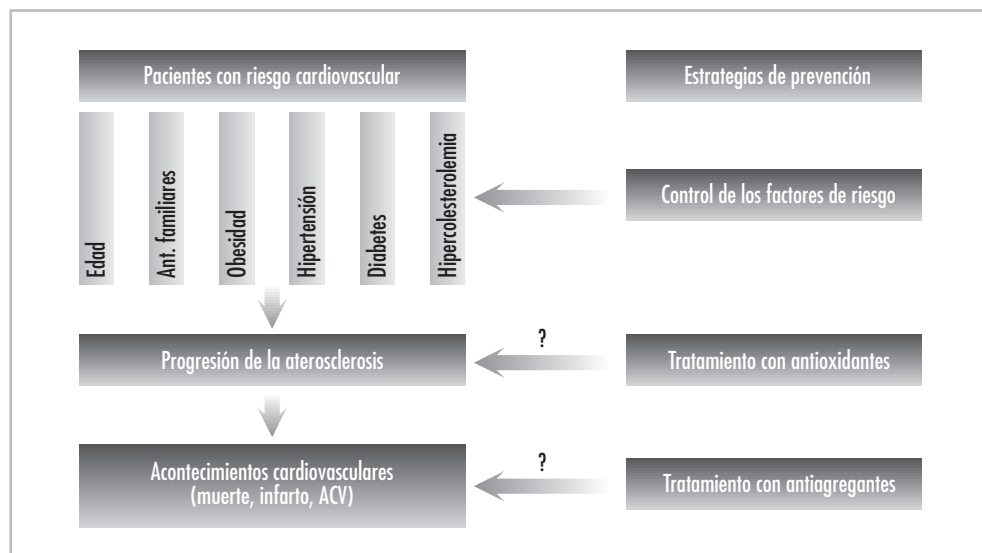 Pacientes con riesgo cardiovascular
Estrategias de prevención
Edad
Ant. familiares
Obesidad
Hipertensión
Diabetes
Hipercolesterolemia
Control de los factores de riesgo
Progresión de la aterosclerosis
?
Tratamiento con antioxidantes
Acontecimientos cardiovasculares
(muerte, infarto, ACV)
?
Tratamiento con antiagregantes